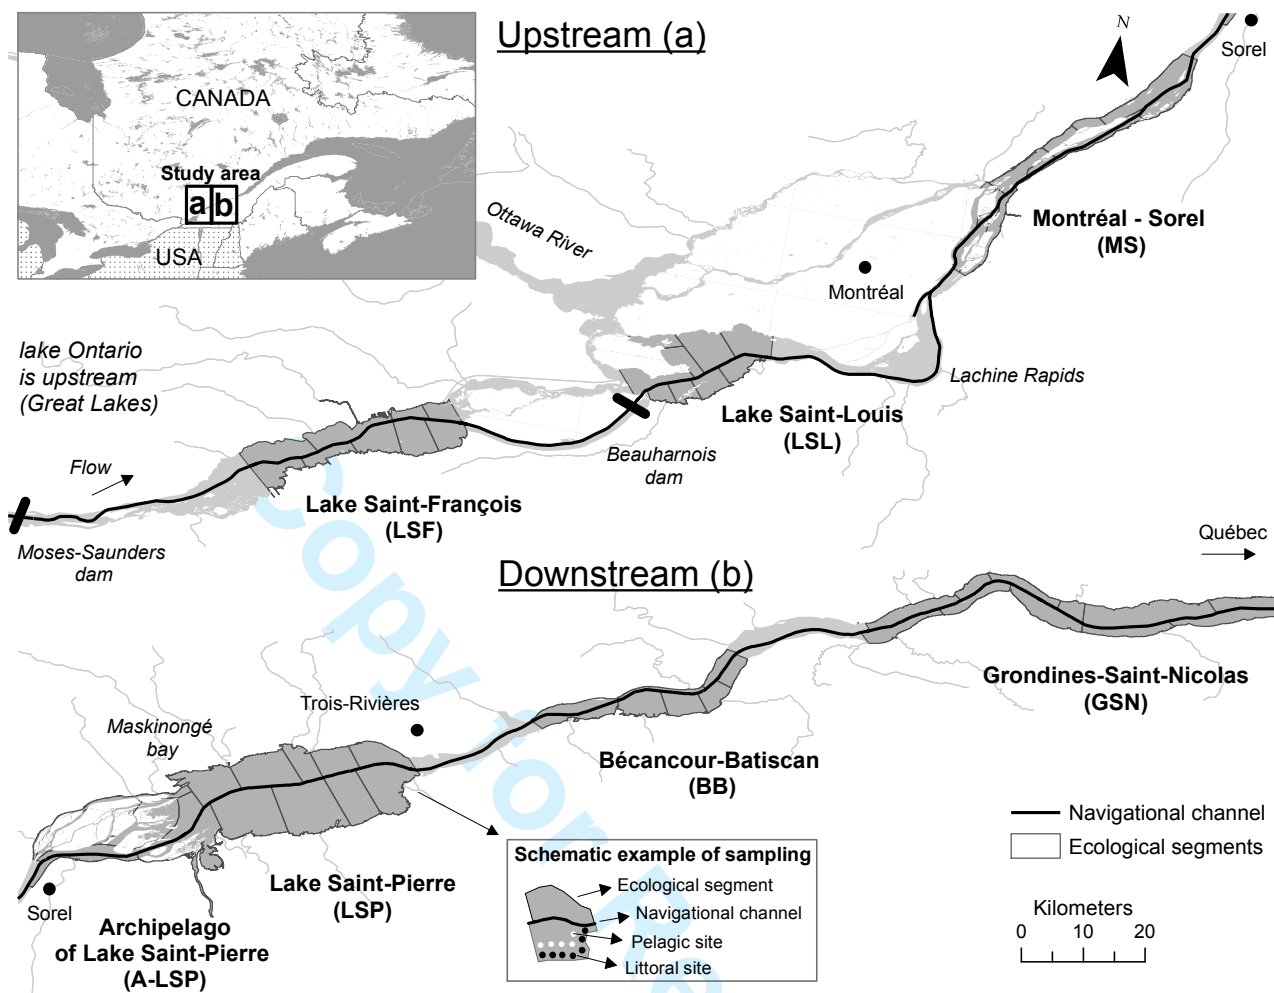 Upstream (a)
N
Sorel
CANADA
Study area
a b
USA
Ottawa River
Montréal - Sorel
(MS)
Montréal
lake Ontario
is upstream
(Great Lakes)
Lachine Rapids
Lake Saint-Louis
(LSL)
Beauharnois
dam
Flow
Lake Saint-François
(LSF)
Moses-Saunders
dam
Québec
Downstream (b)
Grondines-Saint-Nicolas
(GSN)
Trois-Rivières
Maskinongé
bay
Bécancour-Batiscan
(BB)
Navigational channel
Ecological segments
Schematic example of sampling
Ecological segment
Navigational channel
Pelagic site
Littoral site
Lake Saint-Pierre
(LSP)
Sorel
Archipelago
of Lake Saint-Pierre
(A-LSP)
Kilometers
0 10 20
Copy for Re